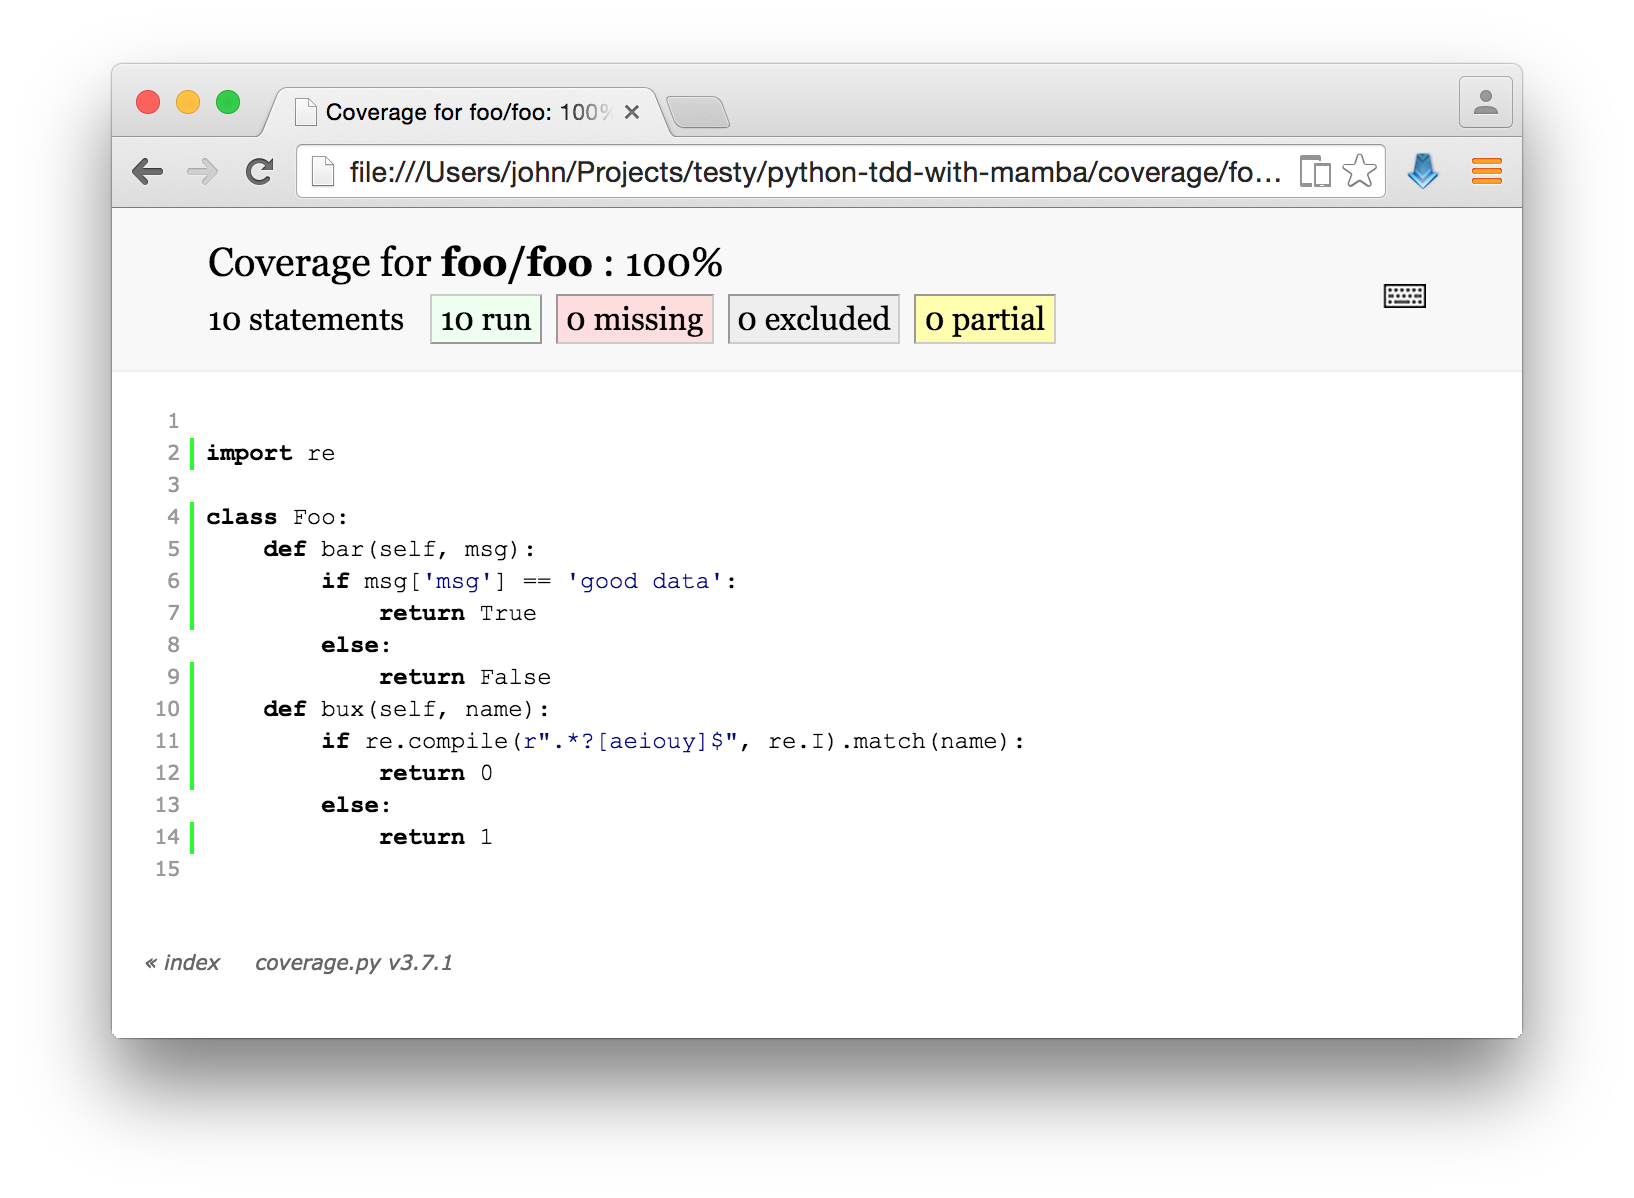 Coverage for foo/foo: 100%
file:///Users/john/Projects/testy/python-tdd-with-mamba/coverage/fo...
Coverage for foo/foo : 100%
10 statements 10 run 0 missing 0 excluded 0 partial
1
2 import re
3
4 class Foo:
5     def bar(self, msg):
6         if msg['msg'] == 'good data':
7             return True
8         else:
9             return False
10     def bux(self, name):
11         if re.compile(r".*?[aeiouy]$", re.I).match(name):
12             return 0
13         else:
14             return 1
15
« index coverage.py v3.7.1